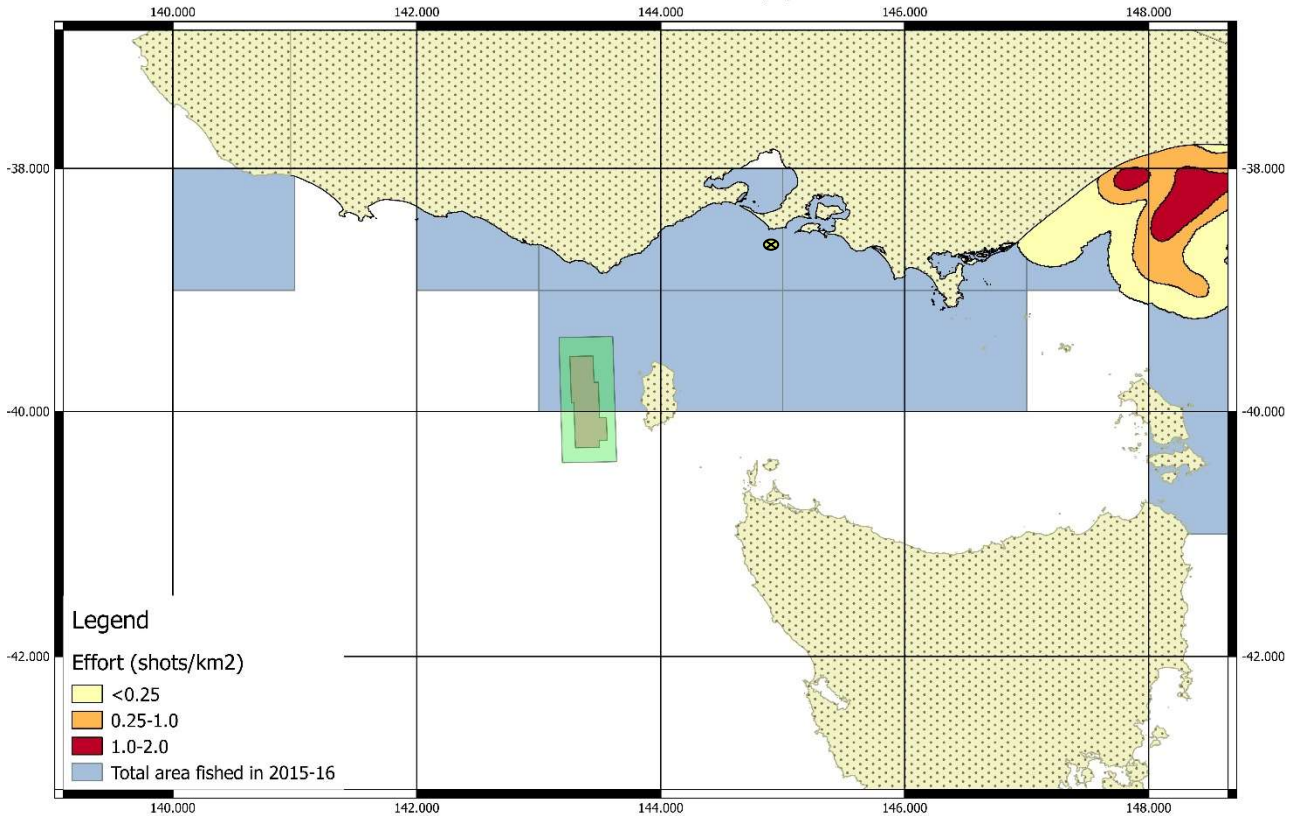 140.000 142.000 144.000 146.000 148.000
-38.000 -38.000
-40.000 -40.000
-42.000 -42.000
Legend
Effort (shots/km2)
<0.25
0.25-1.0
1.0-2.0
Total area fished in 2015-16
140.000 142.000 144.000 146.000 148.000